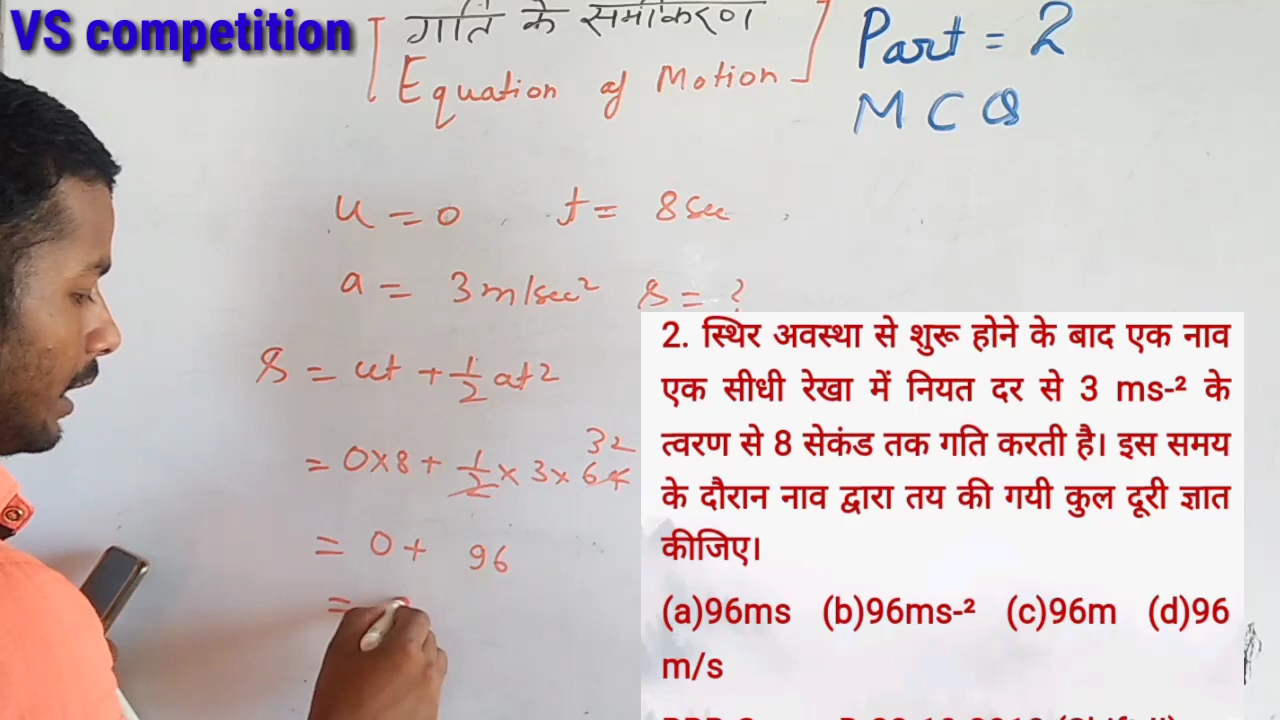 VS competition
गति के समीकरण
Equation of Motion
Part = 2
MCQ
u = 0 t = 8 sec
a = 3m/sec² s = ?
s = ut + 1/2 at2
= 0×8 + 1/2 × 3 × 64
32
= 0 + 96
=
2. स्थिर अवस्था से शुरू होने के बाद एक नाव
एक सीधी रेखा में नियत दर से 3 ms-² के
त्वरण से 8 सेकंड तक गति करती है। इस समय
के दौरान नाव द्वारा तय की गयी कुल दूरी ज्ञात
कीजिए।
(a)96ms (b)96ms-² (c)96m (d)96
m/s